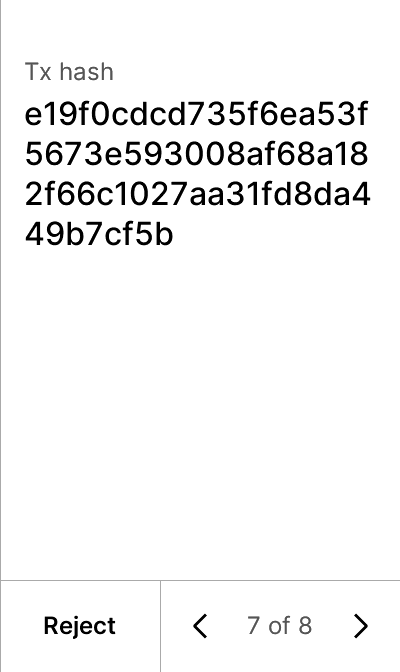 Tx hash
e19f0cdcd735f6ea53f
5673e593008af68a18
2f66c1027aa31fd8da4
49b7cf5b
Reject
7 of 8